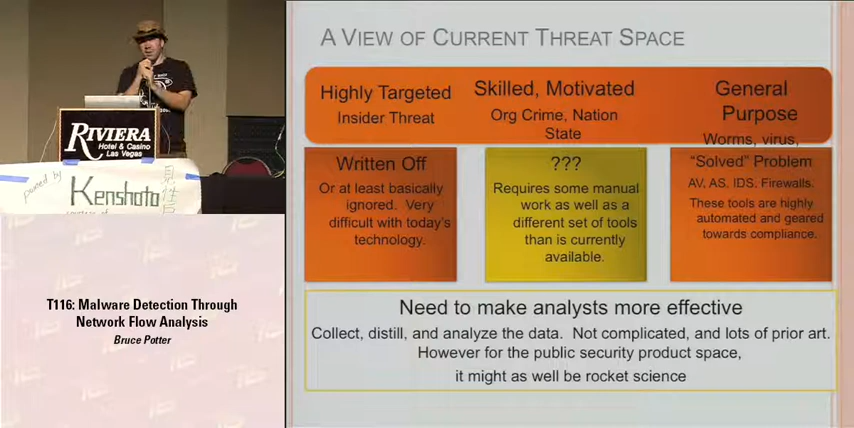 RIVIERA
Hotel & Casino
Las Vegas
pwned by
Kenshoto
T116: Malware Detection Through
Network Flow Analysis
Bruce Potter
A VIEW OF CURRENT THREAT SPACE
Highly Targeted
Insider Threat
Skilled, Motivated
Org Crime, Nation
State
General
Purpose
Worms, virus,
Written Off
Or at least basically
ignored. Very
difficult with today's
technology.
???
Requires some manual
work as well as a
different set of tools
than is currently
available.
"Solved" Problem
AV, AS, IDS, Firewalls.
These tools are highly
automated and geared
towards compliance.
Need to make analysts more effective
Collect, distill, and analyze the data. Not complicated, and lots of prior art.
However for the public security product space,
it might as well be rocket science